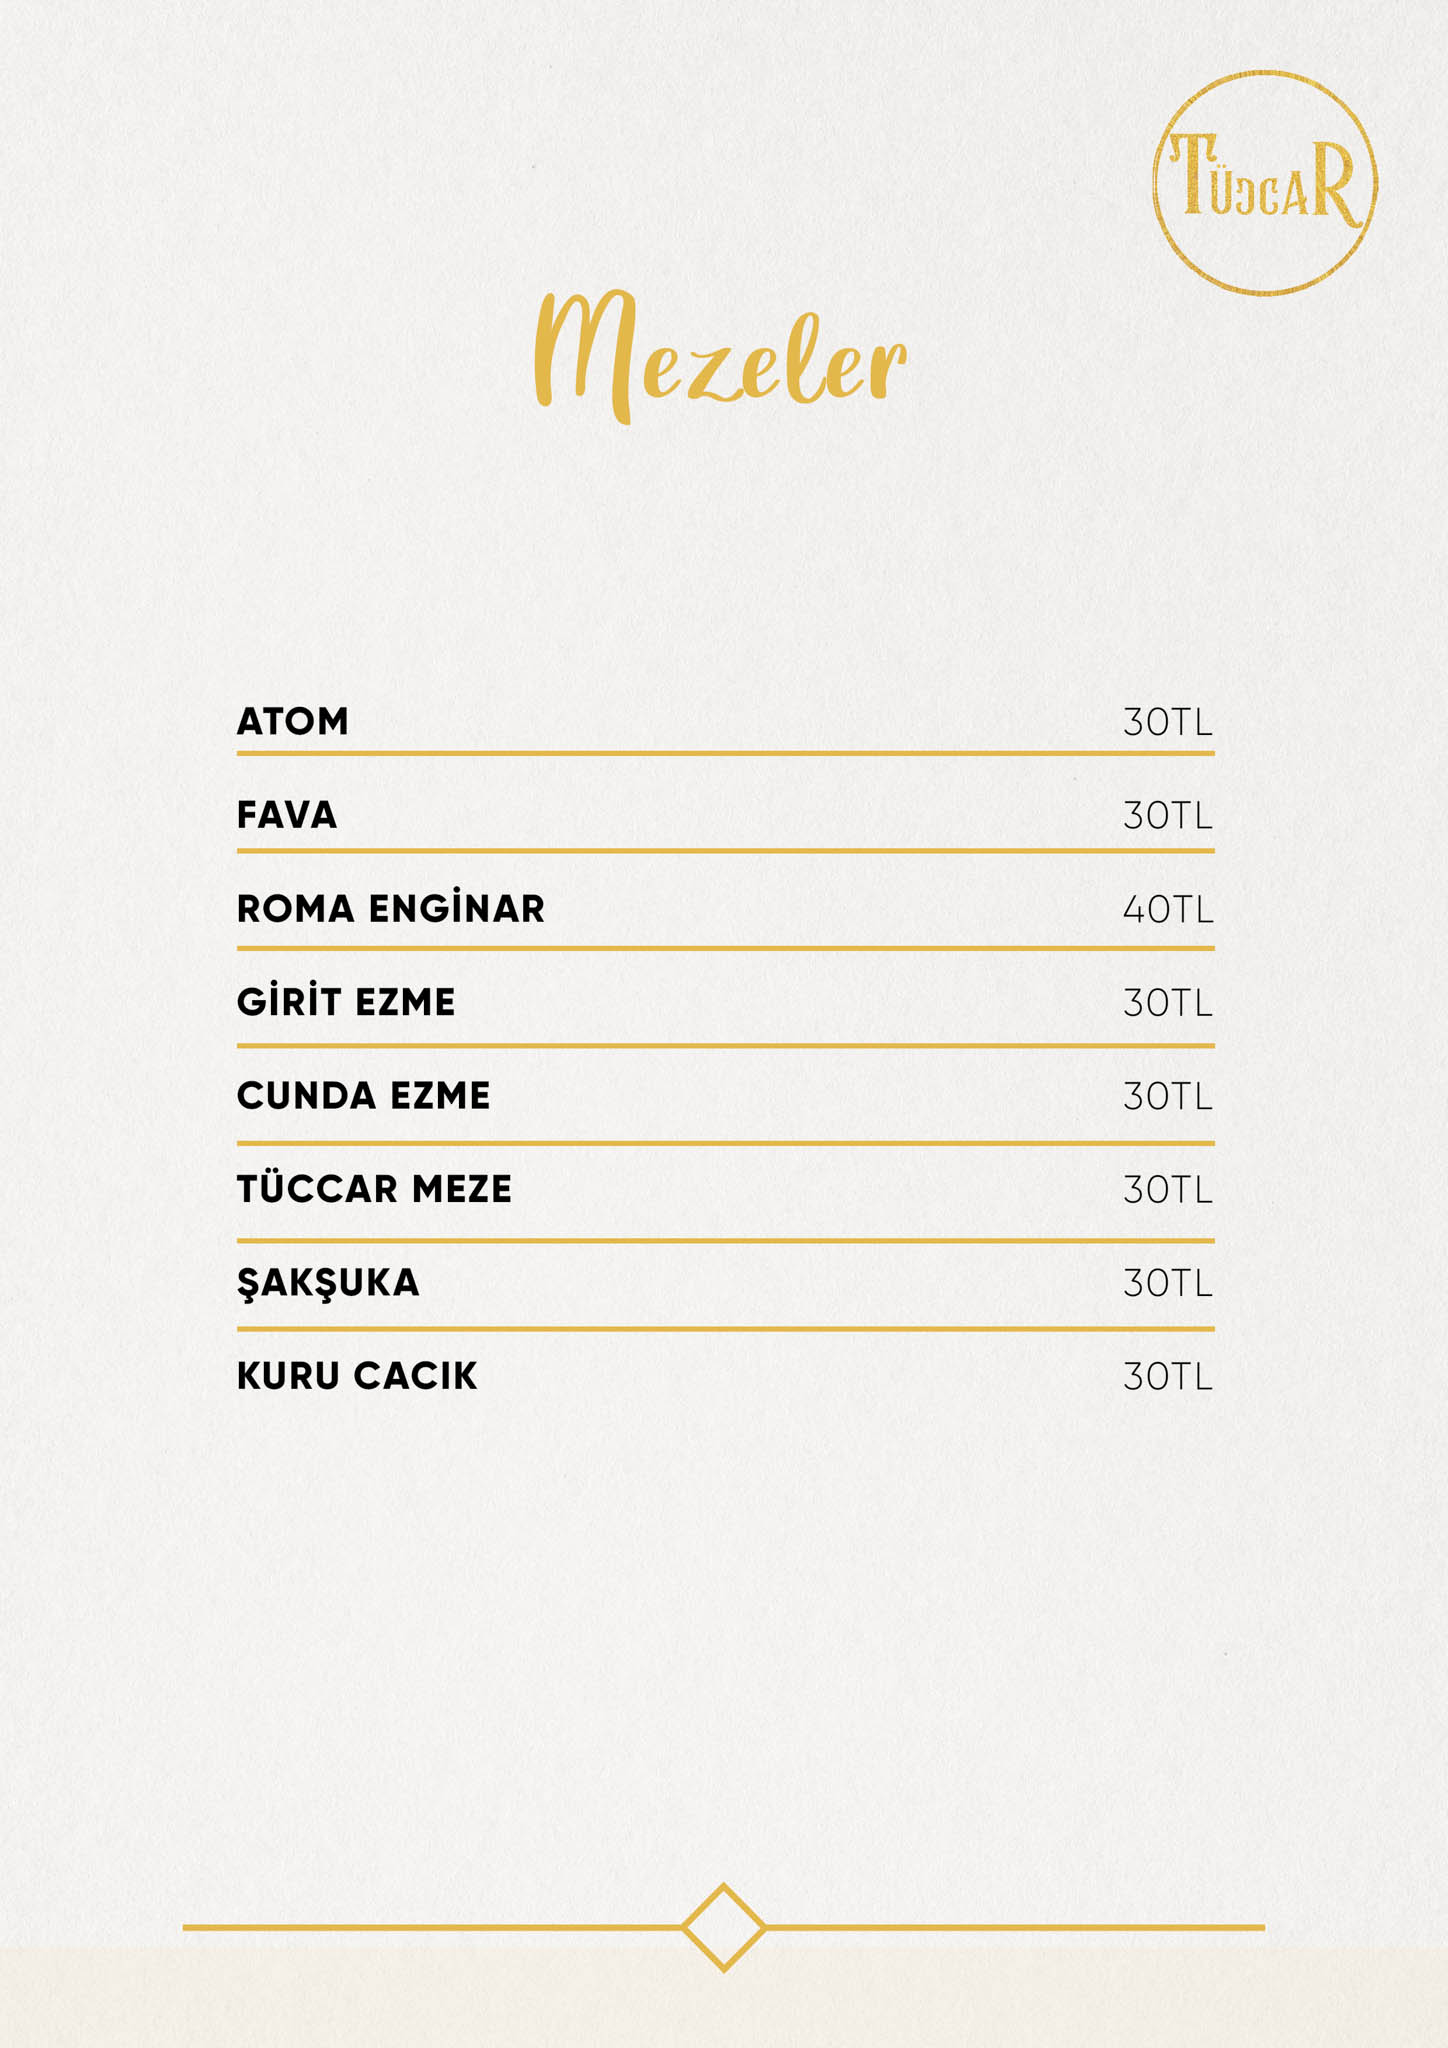 TÜCCAR
Mezeler
ATOM 30TL
FAVA 30TL
ROMA ENGİNAR 40TL
GİRİT EZME 30TL
CUNDA EZME 30TL
TÜCCAR MEZE 30TL
ŞAKŞUKA 30TL
KURU CACIK 30TL